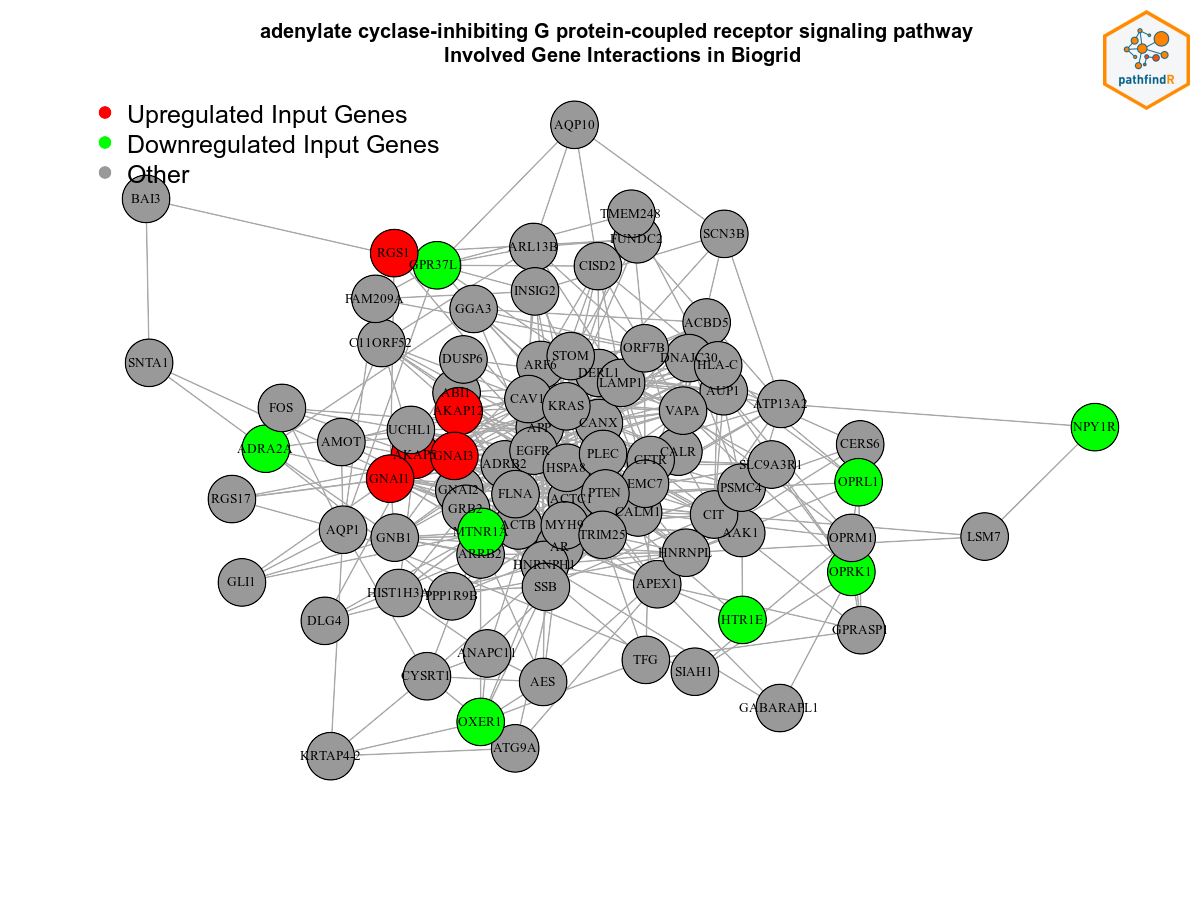 adenylate cyclase-inhibiting G protein-coupled receptor signaling pathway
Involved Gene Interactions in Biogrid
pathfindR
Upregulated Input Genes
Downregulated Input Genes
Other
AQP10
BAI3
TMEM248
FUNDC2
SCN3B
ARL13B
RGS1
GPR37L
CISD2
INSIG2
FAM209A
GGA3
ACBD5
C11ORF52
ORF7B
DUSP6
STOM
DNAJC30
SNTA1
ARF6
HLA-C
DERL1
LAMP1
ABI1
AUP1
CAV1
ATP13A2
FOS
KRAS
AKAP12
VAPA
CANX
NPY1R
UCHL1
APP
AMOT
CERS6
ADRA2A
EGFR
CALR
PLEC
GNAI3
CFTR
ADRB2
SLC9A3R1
HSPA8
GNAI1
OPRL1
EMC7
PSMC4
GNAI2
FLNA
PTEN
RGS17
GRB2
CALM1
CIT
ACTB
MYH9
AQP1
MTNR1A
AAK1
TRIM25
LSM7
GNB1
OPRM1
AR
ARRB2
HNRNPL
HNRNPH1
OPRK1
GLI1
APEX1
SSB
HIST1H3A
PPP1R9B
DLG4
HTR1E
GPRASP1
ANAPC11
TFG
SIAH1
CYSRT1
AES
GABARAPL1
OXER1
ATG9A
KRTAP4-2